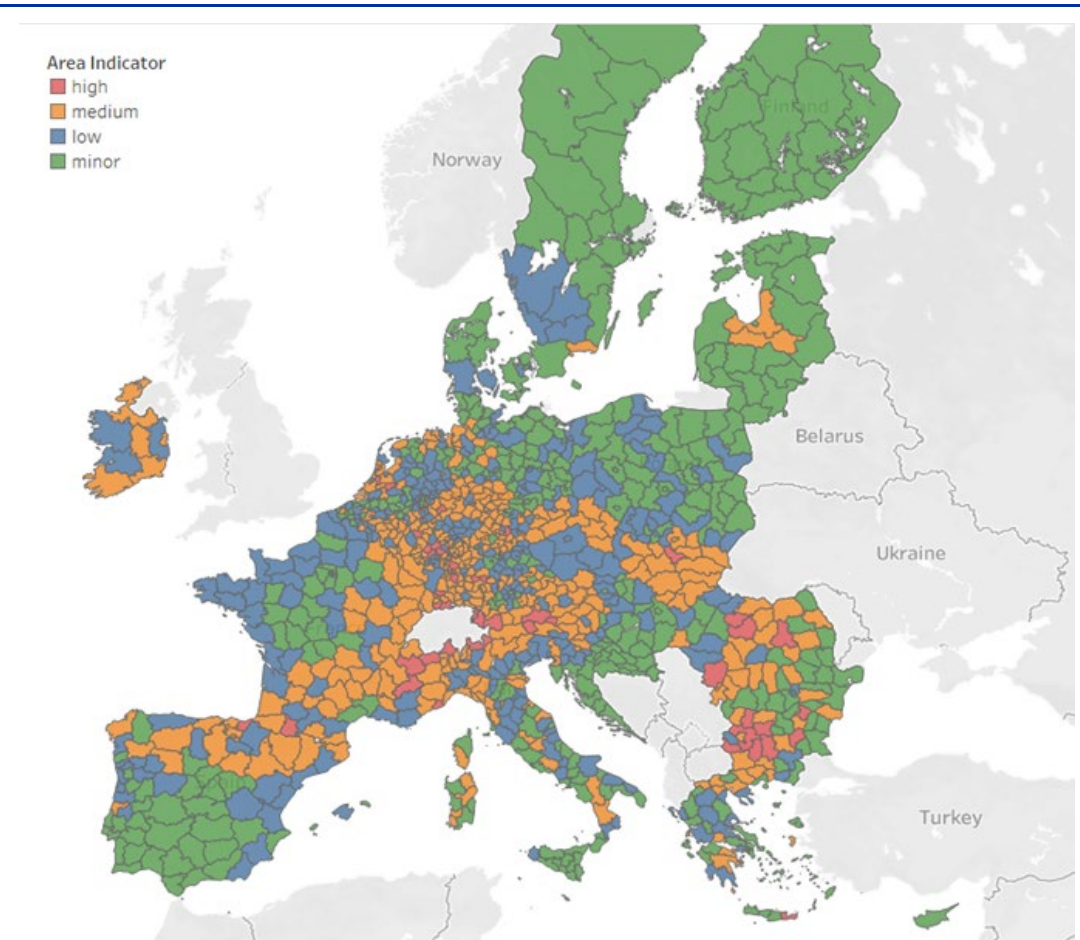 Area Indicator
high
medium
low
minor
Norway
Finland
Belarus
Ukraine
Turkey